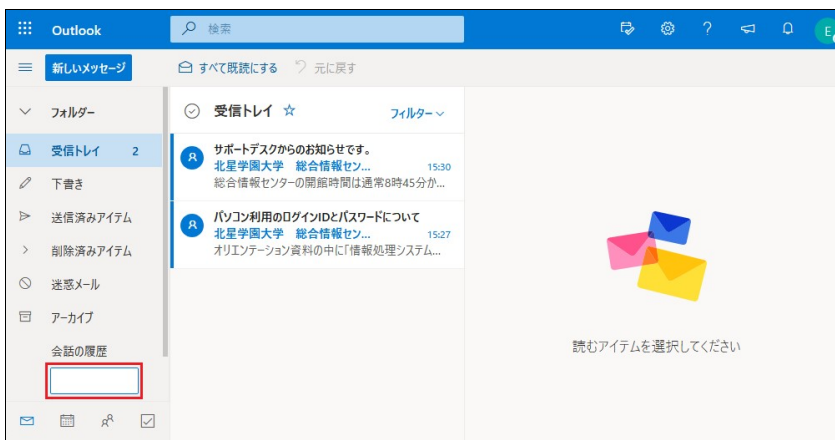 Outlook
検索
E
新しいメッセージ
すべて既読にする
元に戻す
フォルダー
受信トレイ 2
下書き
送信済みアイテム
削除済みアイテム
迷惑メール
アーカイブ
会話の履歴
受信トレイ
フィルター
サポートデスクからのお知らせです。
北星学園大学 総合情報セン... 15:30
総合情報センターの開館時間は通常8時45分か...
パソコン利用のログインIDとパスワードについて
北星学園大学 総合情報セン... 15:27
オリエンテーション資料の中に「情報処理システム...
読むアイテムを選択してください